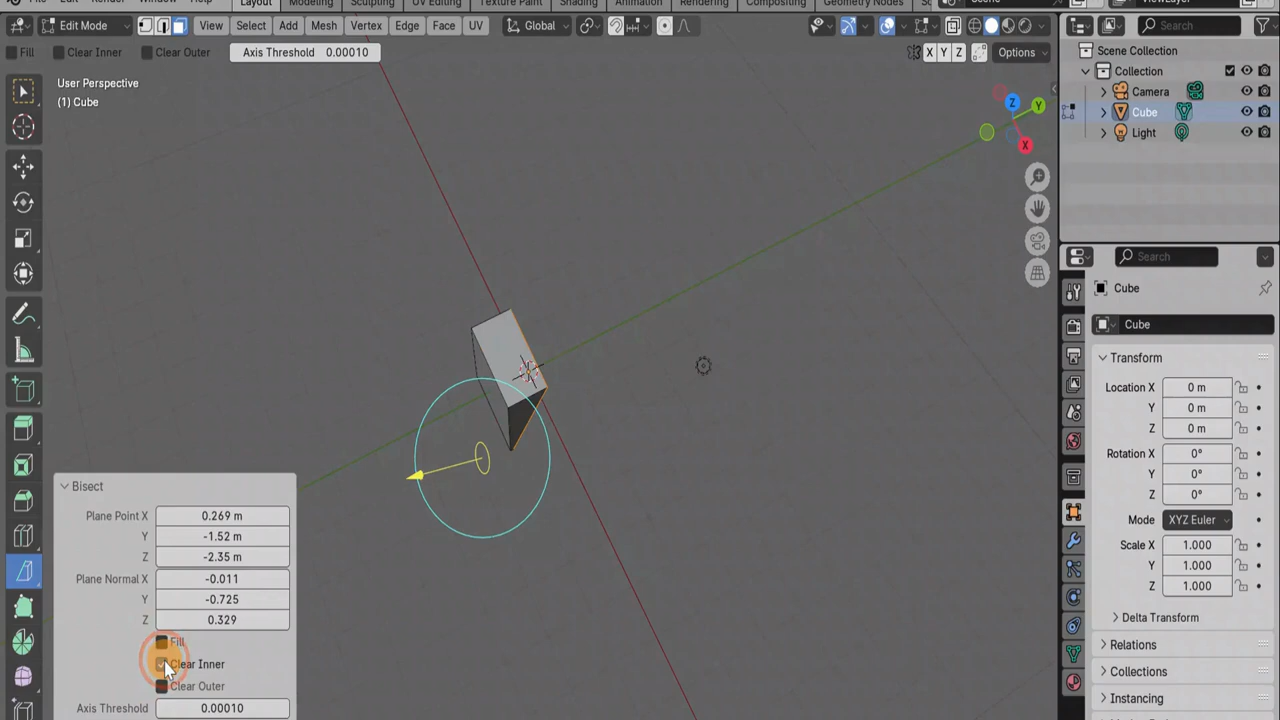 Layout Modeling Sculpting UV Editing Texture Paint Shading Animation Rendering Compositing Geometry Nodes
Edit Mode View Select Add Mesh Vertex Edge Face UV Global Search
Fill Clear Inner Clear Outer Axis Threshold 0.00010 X Y Z Options
User Perspective
(1) Cube
Scene Collection
Collection
Camera
Cube
Light
Z
Y
X
Search
Cube
Cube
Transform
Location X 0 m
Y 0 m
Z 0 m
Rotation X 0°
Y 0°
Z 0°
Mode XYZ Euler
Scale X 1.000
Y 1.000
Z 1.000
Delta Transform
Relations
Collections
Instancing
Bisect
Plane Point X 0.269 m
Y -1.52 m
Z -2.35 m
Plane Normal X -0.011
Y -0.725
Z 0.329
Fill
Clear Inner
Clear Outer
Axis Threshold 0.00010